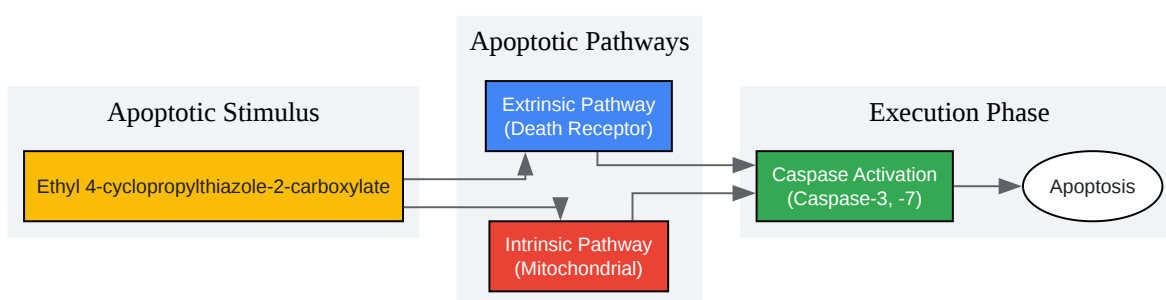 Apoptotic Stimulus
Ethyl 4-cyclopropylthiazole-2-carboxylate
Apoptotic Pathways
Extrinsic Pathway
(Death Receptor)
Intrinsic Pathway
(Mitochondrial)
Execution Phase
Caspase Activation
(Caspase-3, -7)
Apoptosis